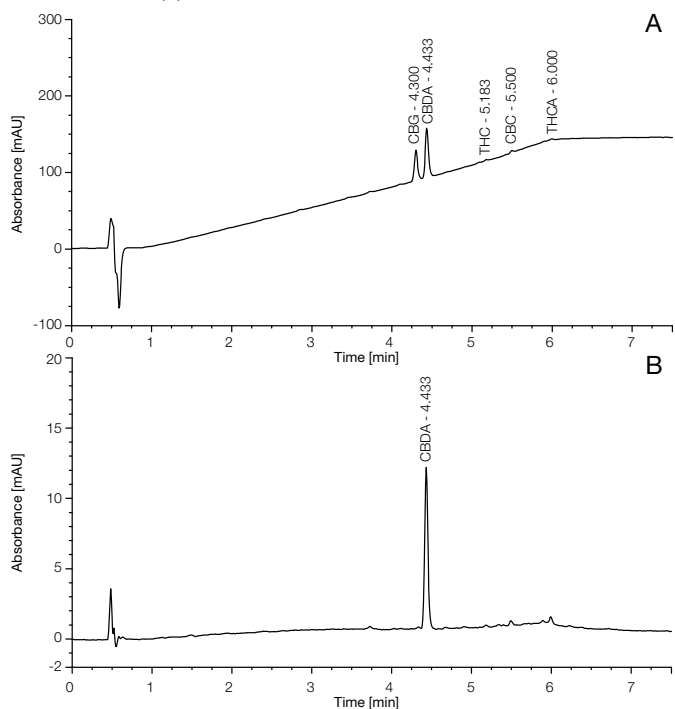 A
300
200
100
0
-100
Absorbance [mAU]
CBG - 4.300
CBDA - 4.433
THC - 5.183
CBC - 5.500
THCA - 6.000
0 1 2 3 4 5 6 7
Time [min]
B
20
15
10
5
0
-2
Absorbance [mAU]
CBDA - 4.433
0 1 2 3 4 5 6 7
Time [min]